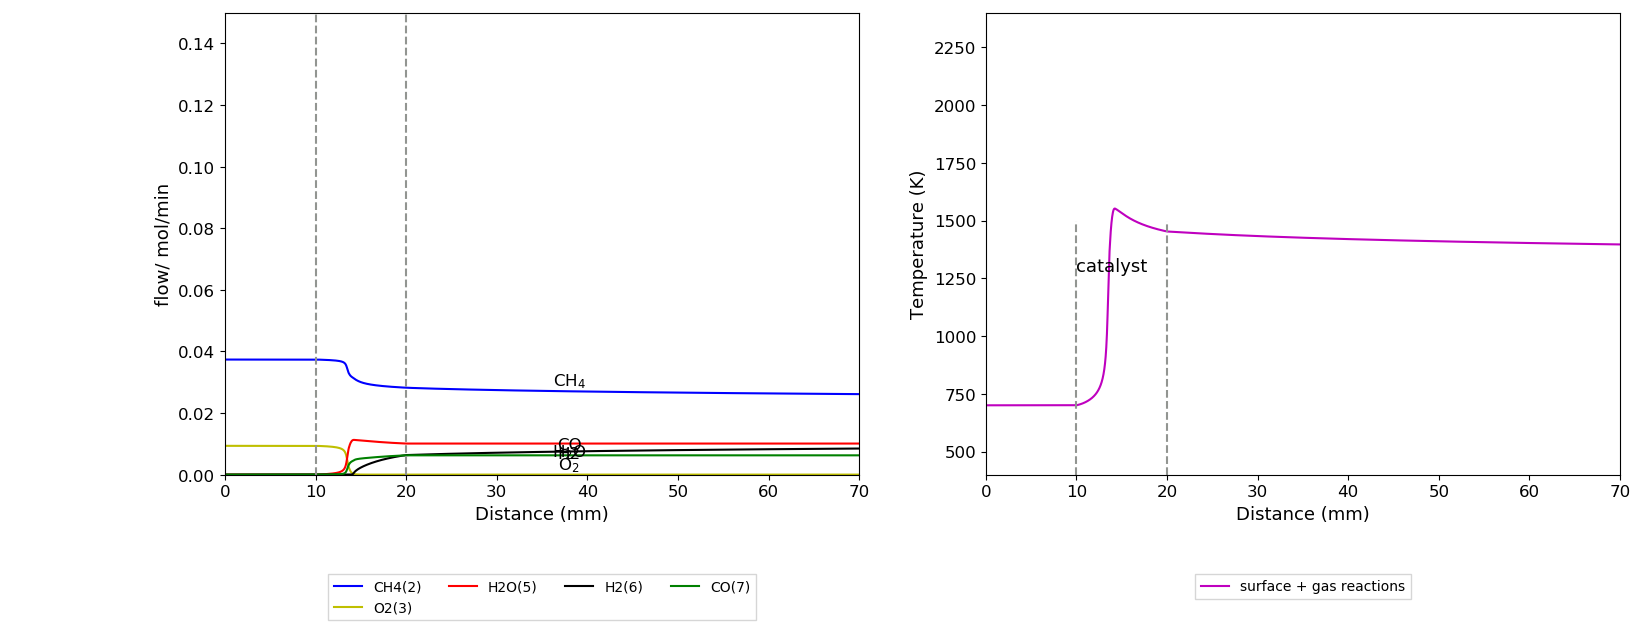 0.14
0.12
0.10
0.08
0.06
0.04
0.02
0.00
flow/ mol/min
CH4
CO
H2O
H2
O2
0 10 20 30 40 50 60 70
Distance (mm)
CH4(2) H2O(5) H2(6) CO(7)
O2(3)
2250
2000
1750
1500
1250
1000
750
500
Temperature (K)
catalyst
0 10 20 30 40 50 60 70
Distance (mm)
surface + gas reactions